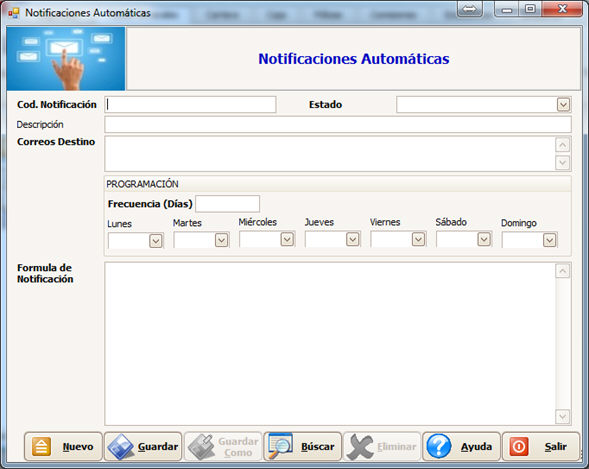 Notificaciones Automáticas
Notificaciones Automáticas
Cod. Notificación
Estado
Descripción
Correos Destino
PROGRAMACIÓN
Frecuencia (Días)
Lunes Martes Miércoles Jueves Viernes Sábado Domingo
Formula de
Notificación
Nuevo Guardar Guardar Como Búscar Eliminar Ayuda Salir